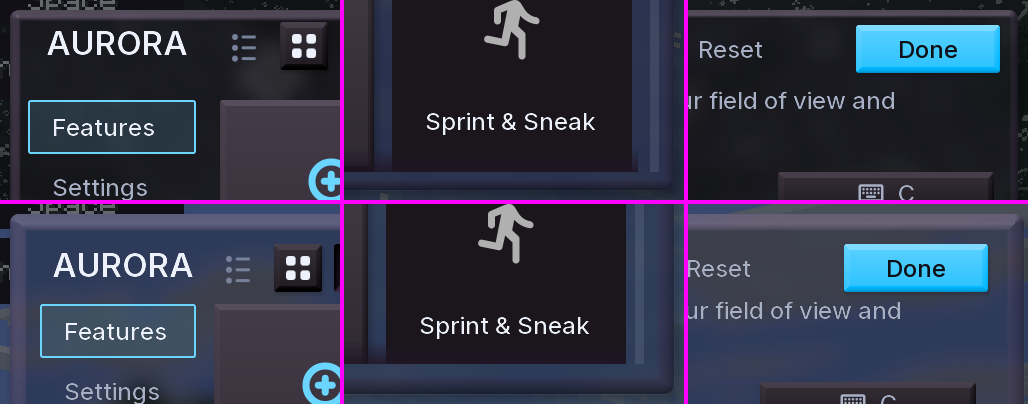 AURORA
Features
Settings
Sprint & Sneak
Reset
Done
ur field of view and
C
AURORA
Features
Settings
Sprint & Sneak
Reset
Done
ur field of view and